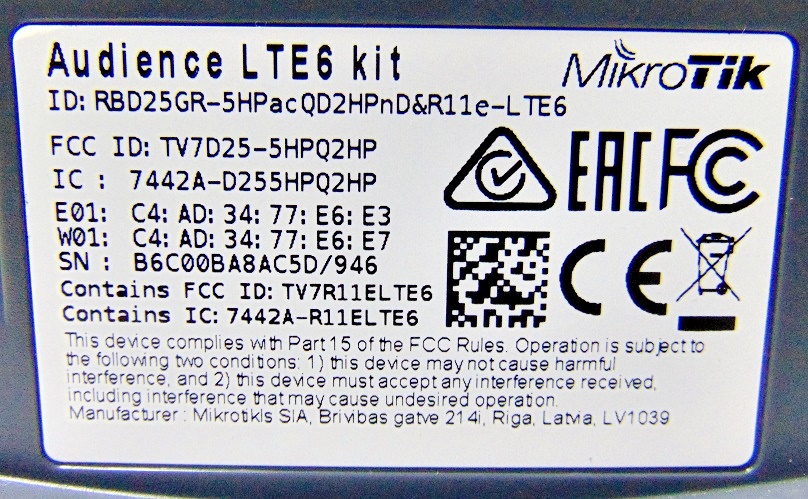 Audience LTE6 kit
MikroTik
ID: RBD25GR-5HPacQD2HPnD&R11e-LTE6
FCC ID: TV7D25-5HPQ2HP
IC : 7442A-D255HPQ2HP
EAC FC
E01: C4: AD: 34: 77: E6: E3
W01: C4: AD: 34: 77: E6: E7
SN : B6C00BA8AC5D/946
CE
Contains FCC ID: TV7R11ELTE6
Contains IC: 7442A-R11ELTE6
This device complies with Part 15 of the FCC Rules. Operation is subject to
the following two conditions: 1) this device may not cause harmful
interference, and 2) this device must accept any interference received,
including interference that may cause undesired operation.
Manufacturer : Mikrotikls SIA, Brivibas gatve 214i, Riga, Latvia, LV1039